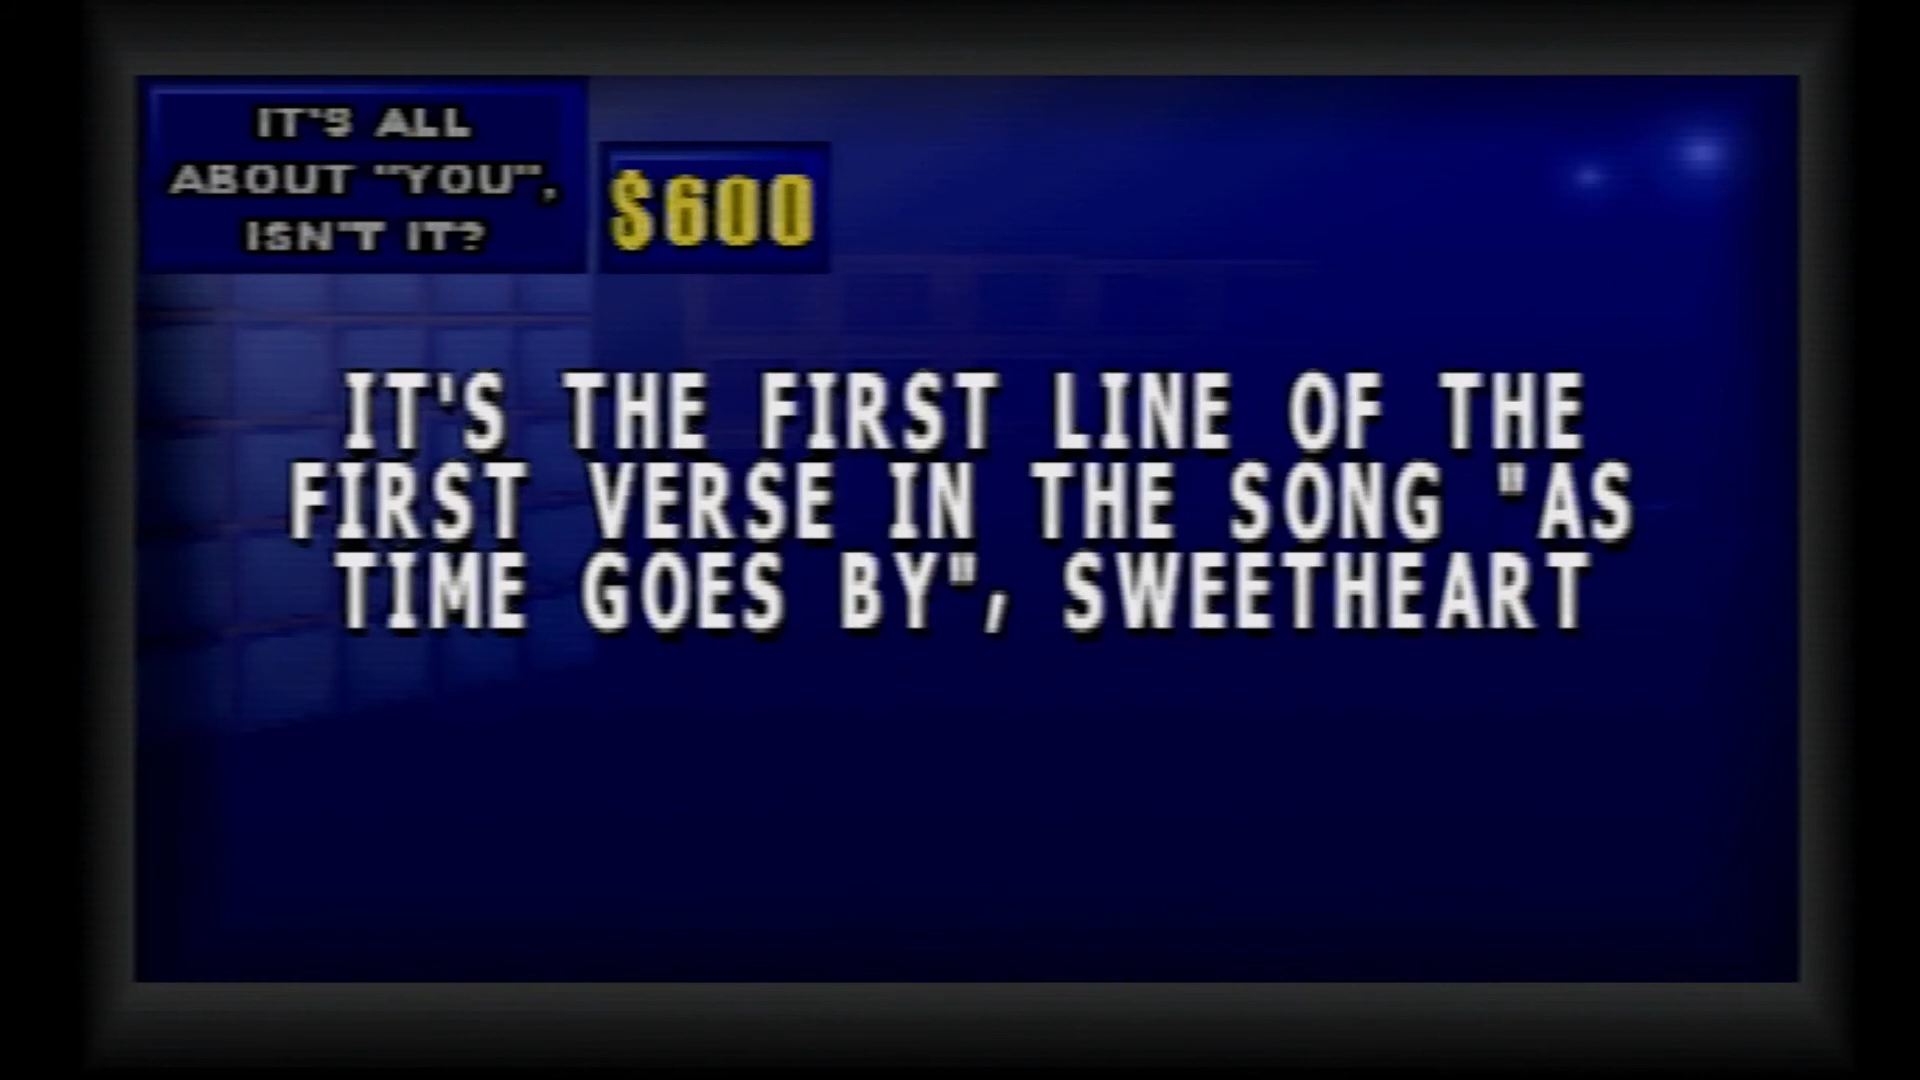 IT'S ALL
ABOUT "YOU",
ISN'T IT?
$600
IT'S THE FIRST LINE OF THE
FIRST VERSE IN THE SONG "AS
TIME GOES BY", SWEETHEART